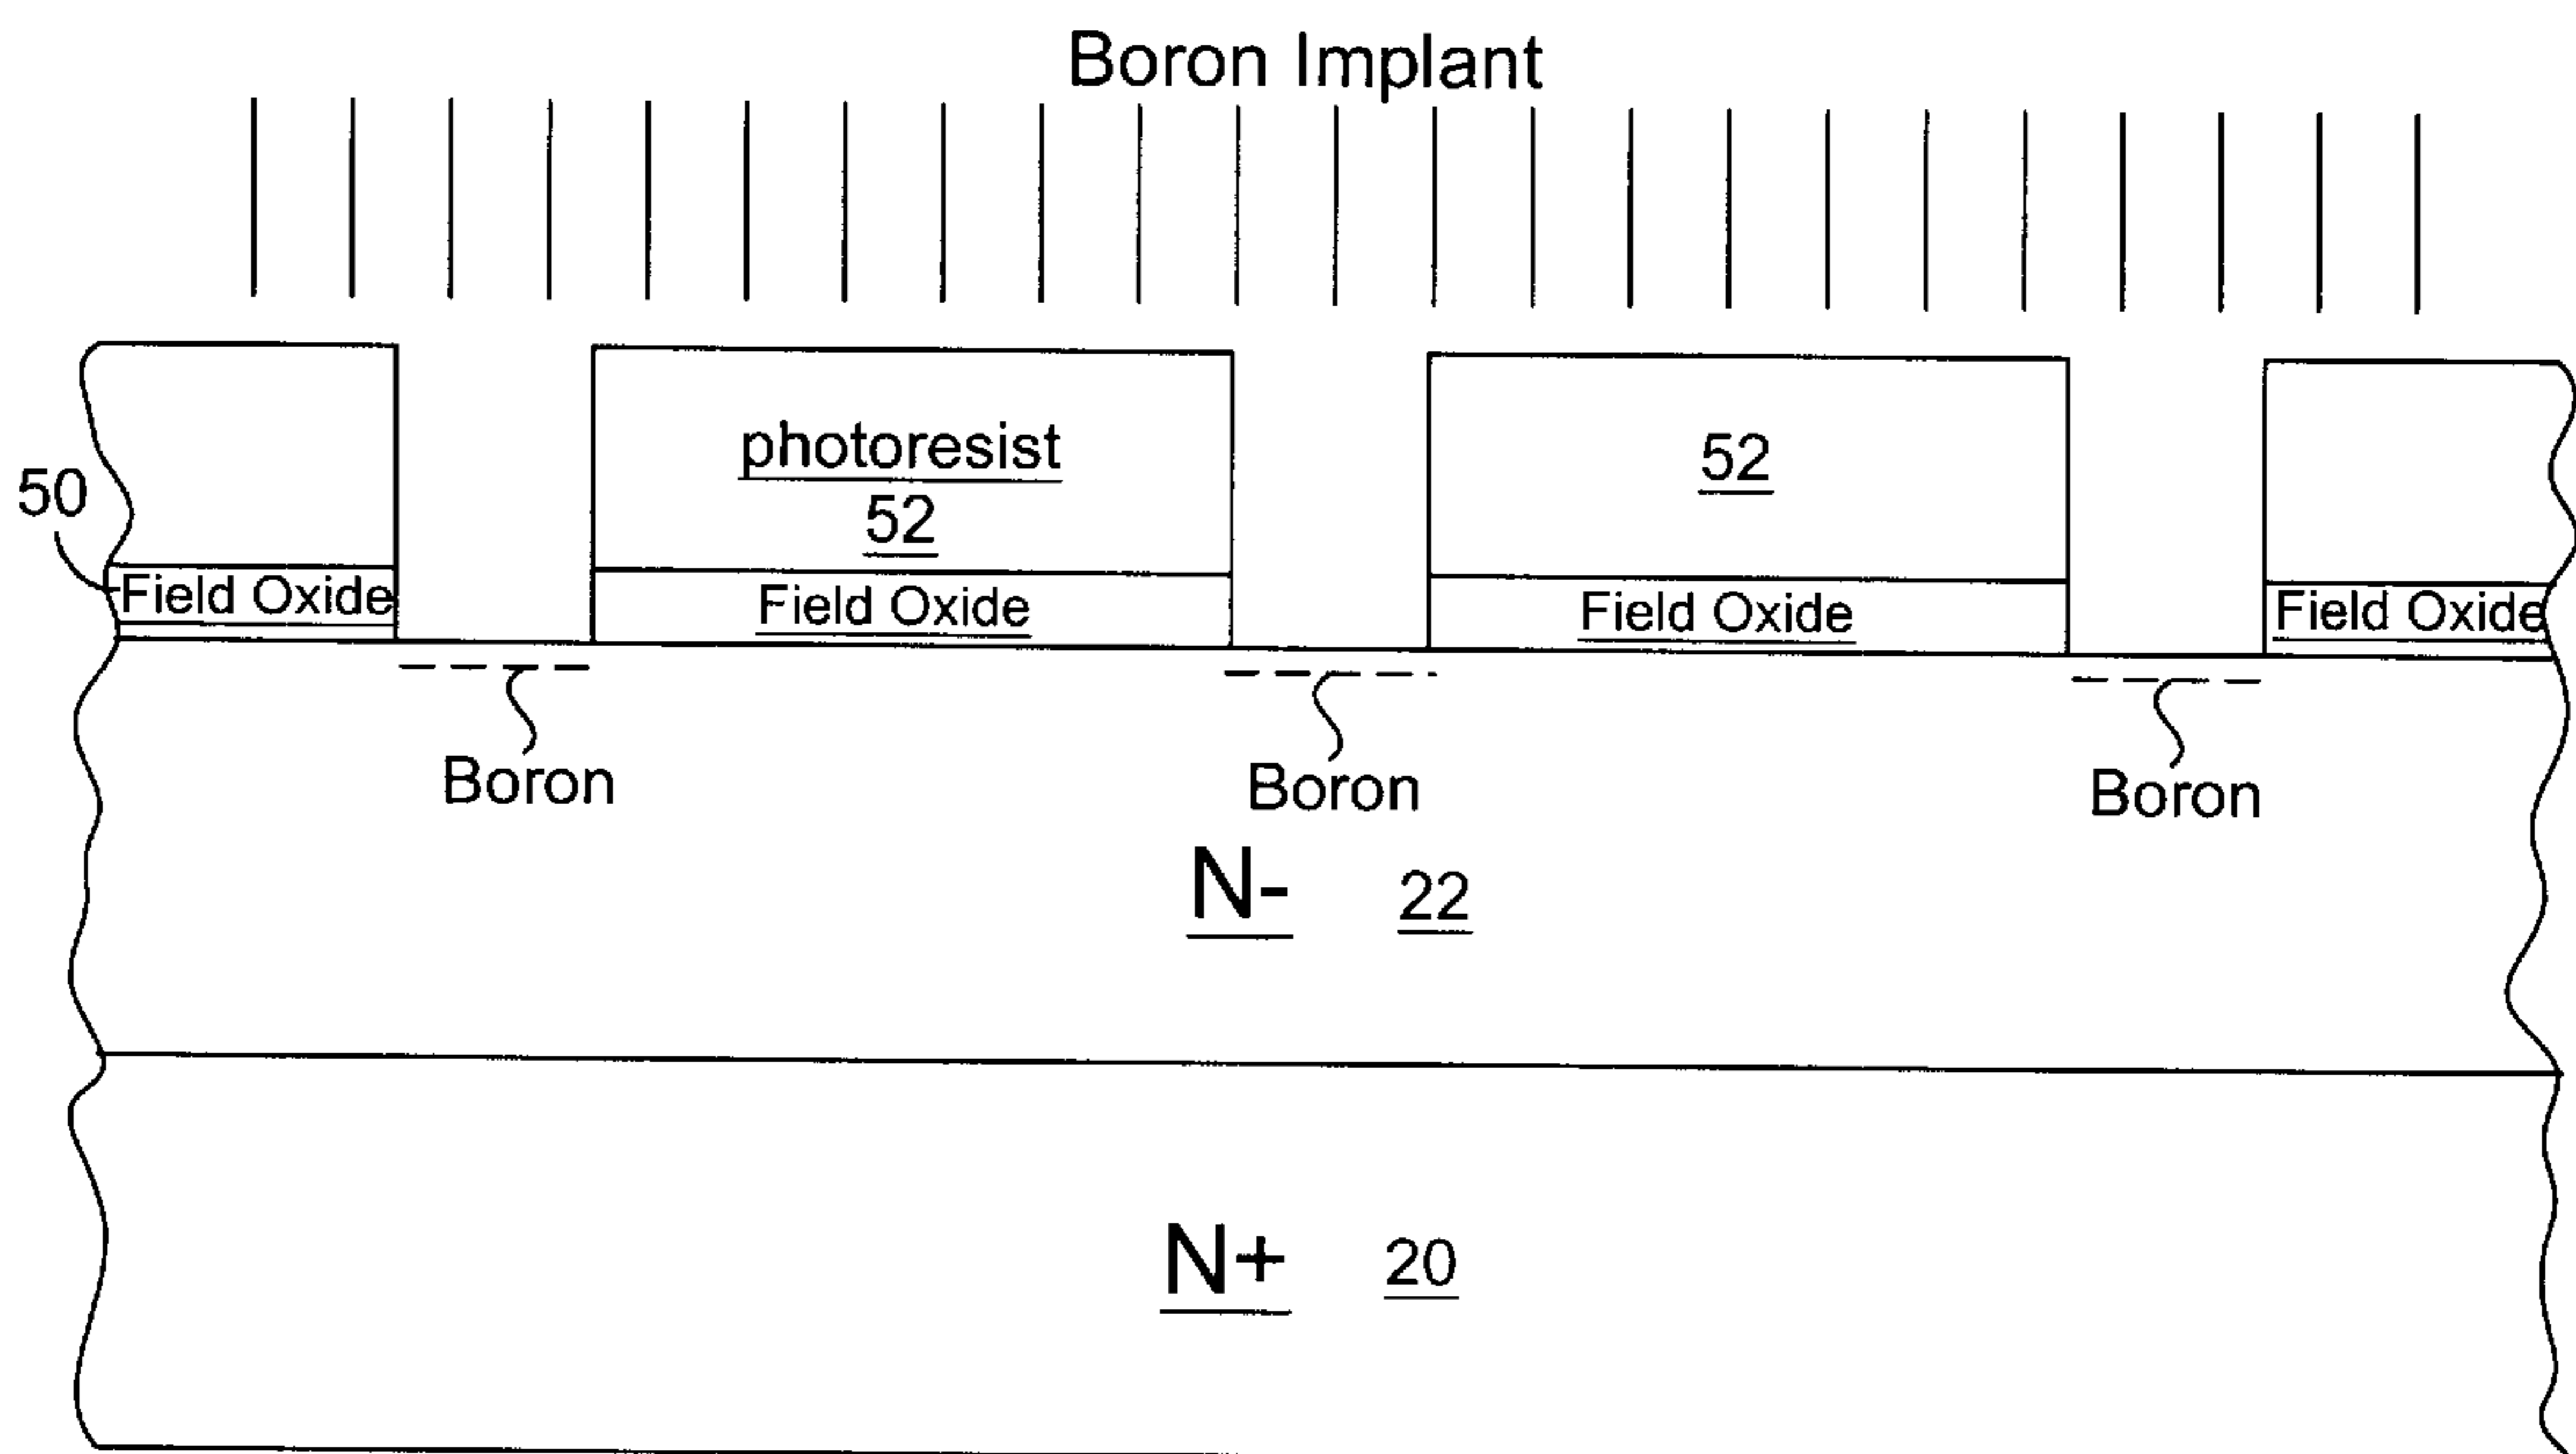 Boron Implant
photoresist
52
52
50
Field Oxide
Field Oxide
Field Oxide
Field Oxide
Boron
Boron
Boron
N- 22
N+ 20